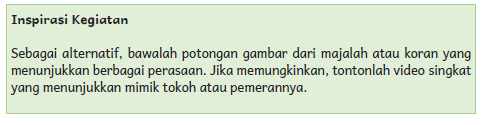 Inspirasi Kegiatan
Sebagai alternatif, bawalah potongan gambar dari majalah atau koran yang
menunjukkan berbagai perasaan. Jika memungkinkan, tontonlah video singkat
yang menunjukkan mimik tokoh atau pemerannya.